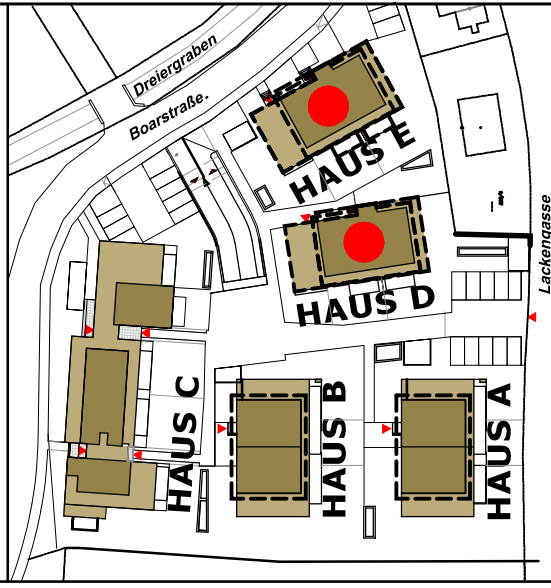 Dreiergraben
Boarstraße.
HAUS E
Lackengasse
HAUS D
HAUS C
HAUS B
HAUS A